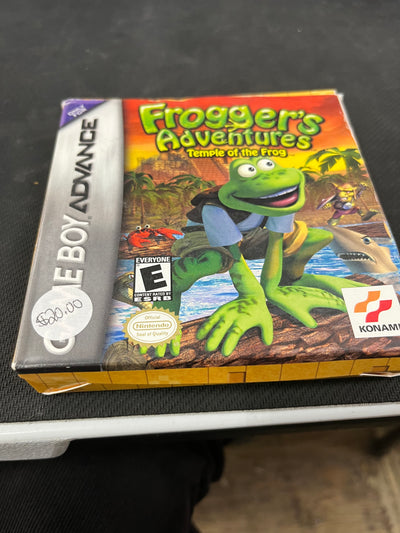 Frogger's
Adventures
Temple of the Frog
GAME BOY ADVANCE
$20.00
EVERYONE
E
CONTENT RATED BY
ESRB
Official
Nintendo
Seal of Quality
KONAMI